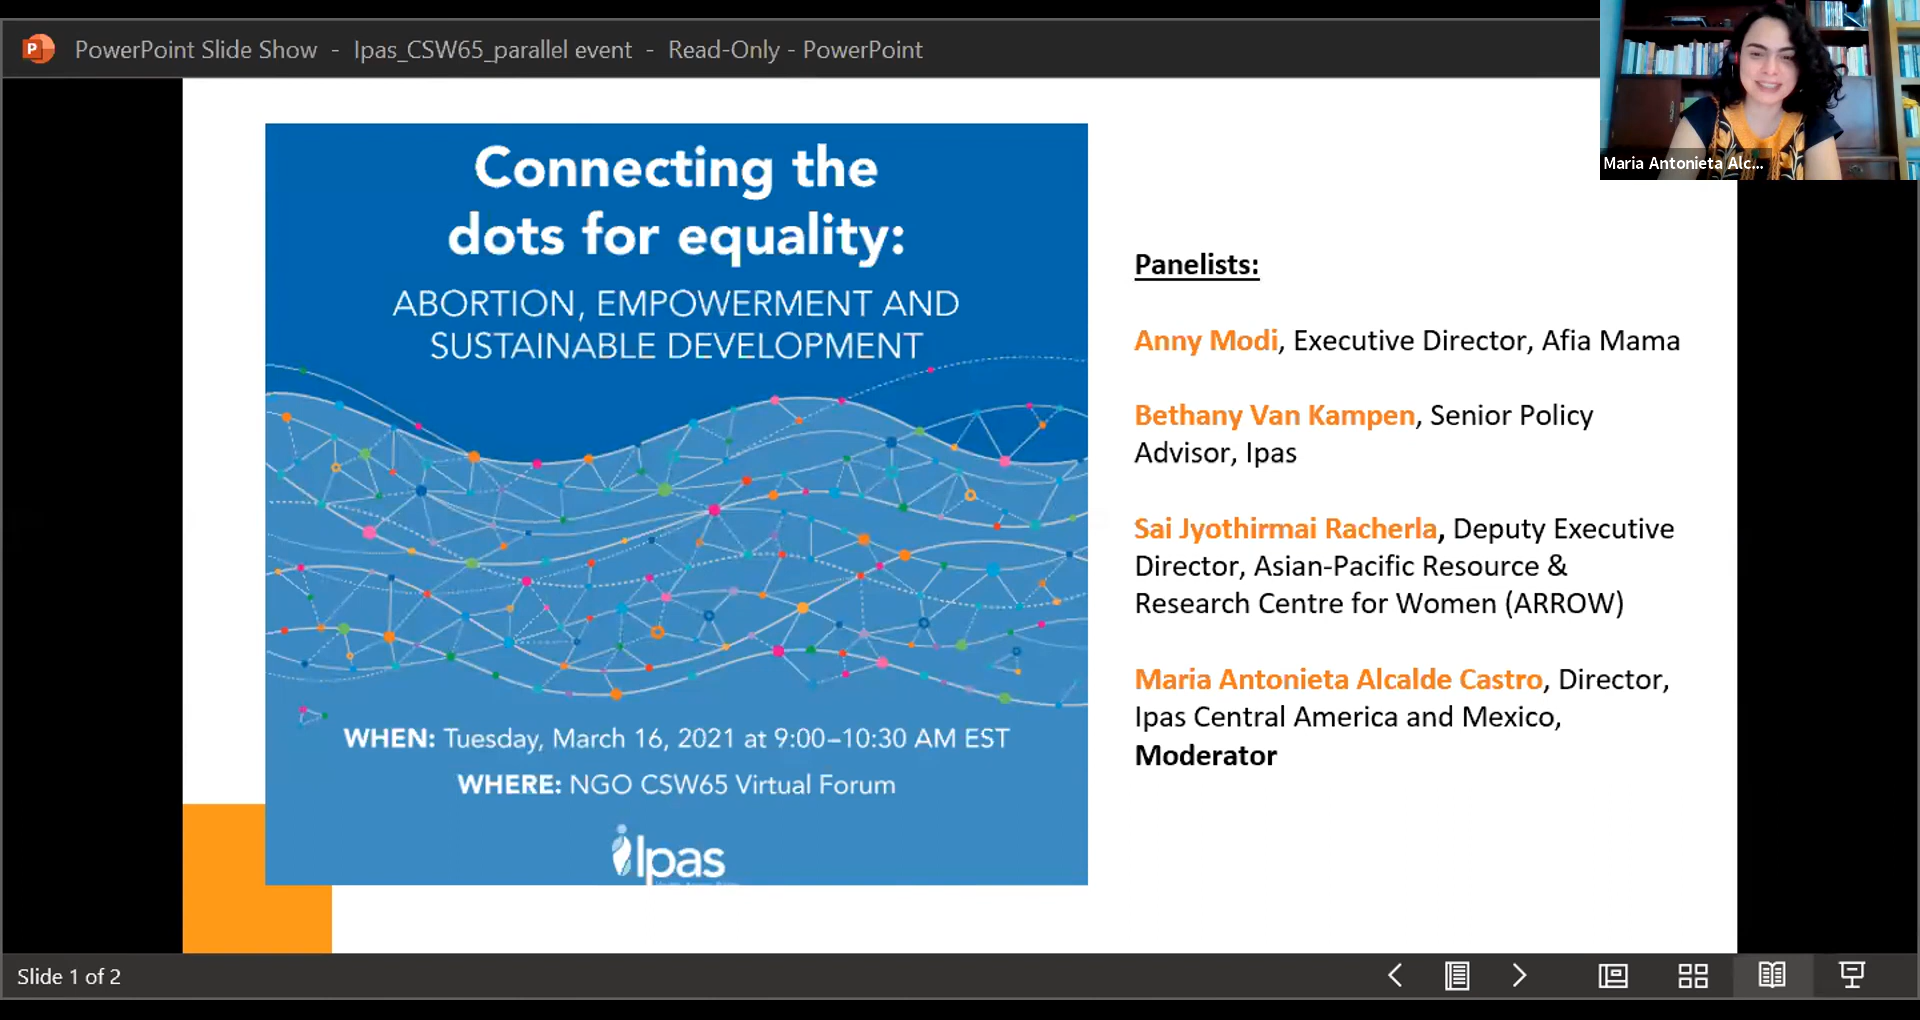 PowerPoint Slide Show - Ipas_CSW65_parallel event - Read-Only - PowerPoint
Maria Antonieta Alc...
Connecting the
dots for equality:
ABORTION, EMPOWERMENT AND
SUSTAINABLE DEVELOPMENT
WHEN: Tuesday, March 16, 2021 at 9:00–10:30 AM EST
WHERE: NGO CSW65 Virtual Forum
Ipas
Panelists:
Anny Modi, Executive Director, Afia Mama
Bethany Van Kampen, Senior Policy
Advisor, Ipas
Sai Jyothirmai Racherla, Deputy Executive
Director, Asian-Pacific Resource &
Research Centre for Women (ARROW)
Maria Antonieta Alcalde Castro, Director,
Ipas Central America and Mexico,
Moderator
Slide 1 of 2